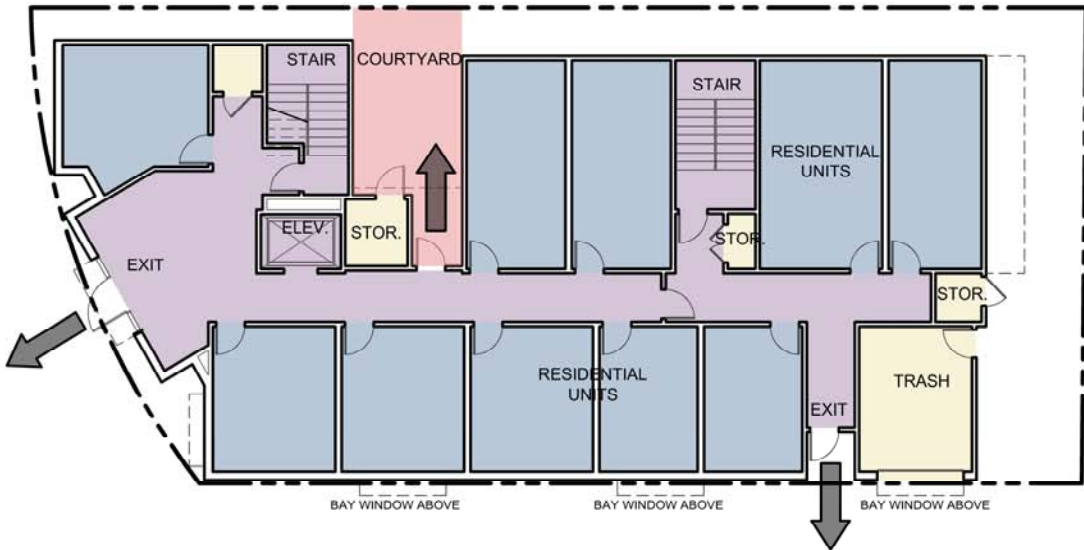 STAIR
COURTYARD
STAIR
RESIDENTIAL
UNITS
ELEV.
STOR.
STOR.
EXIT
STOR.
RESIDENTIAL
UNITS
TRASH
EXIT
BAY WINDOW ABOVE
BAY WINDOW ABOVE
BAY WINDOW ABOVE